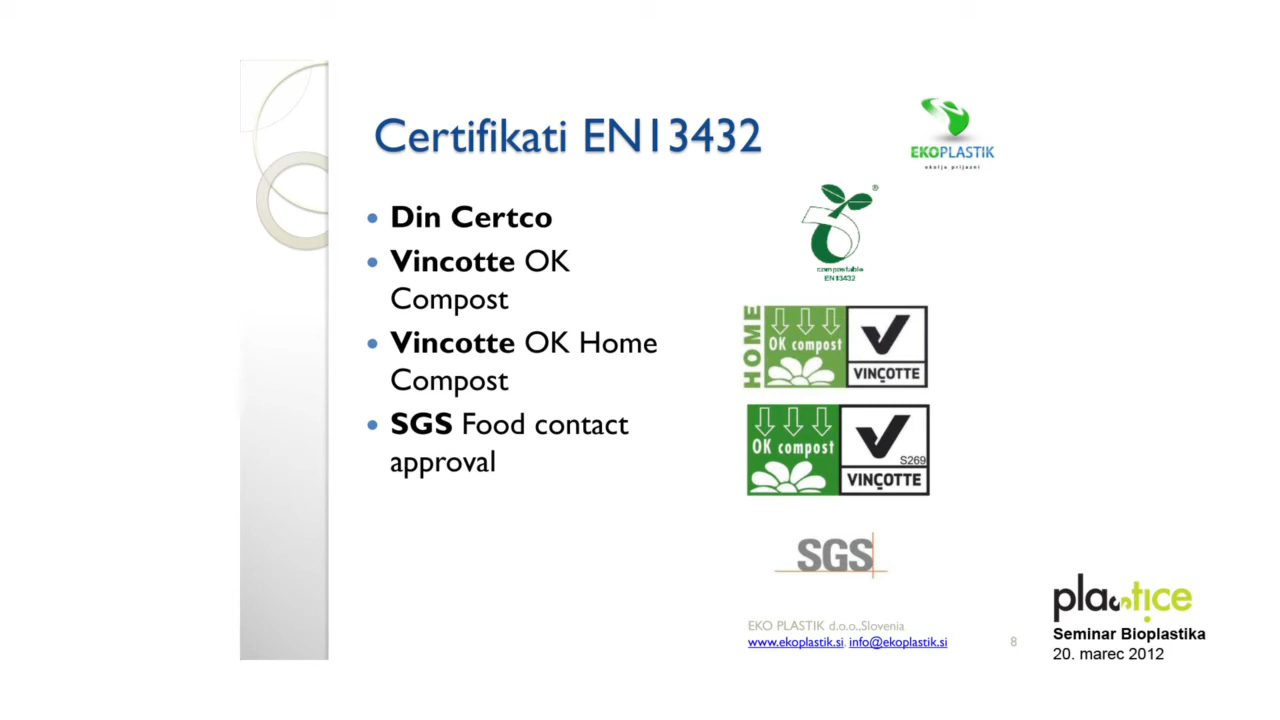 Certifikati EN13432
EKOPLASTIK
okolju prijazni
• Din Certco
• Vincotte OK
Compost
• Vincotte OK Home
Compost
• SGS Food contact
approval
®
compostable
EN13432
HOME
OK compost
VINÇOTTE
OK compost
S269
VINÇOTTE
SGS
EKO PLASTIK d.o.o.,Slovenia
www.ekoplastik.si, info@ekoplastik.si
8
plastice
Seminar Bioplastika
20. marec 2012